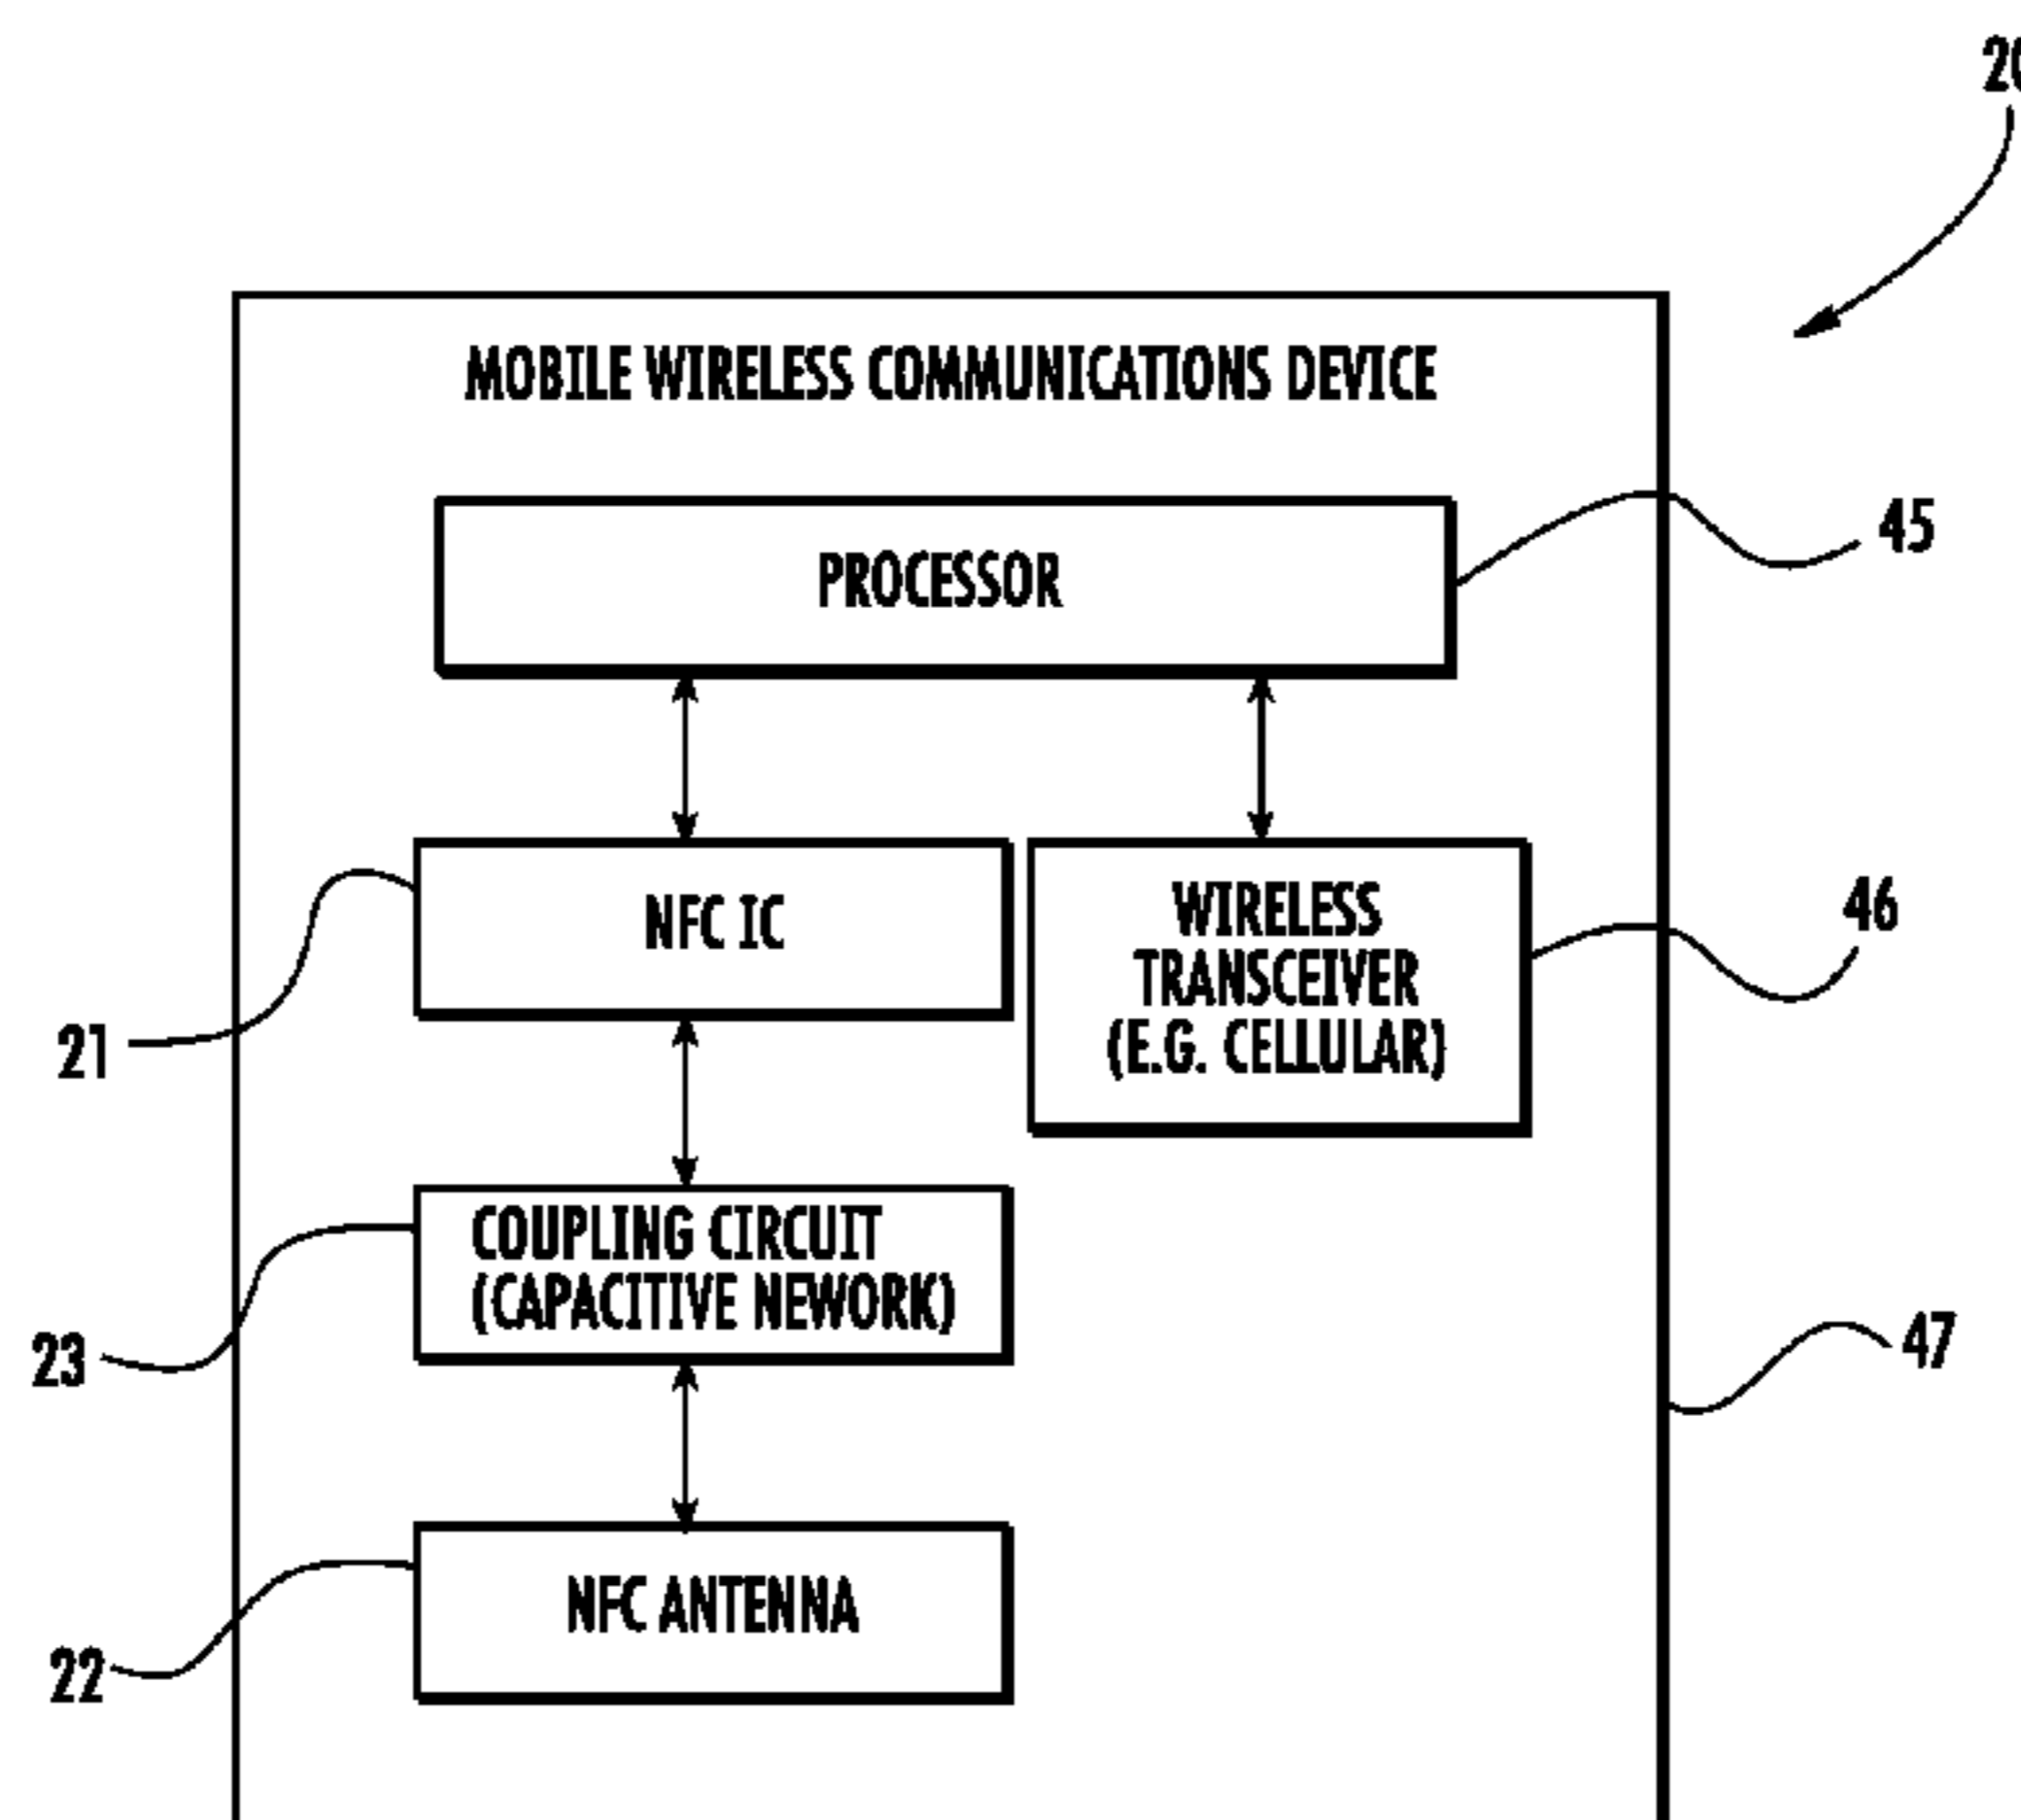 20
MOBILE WIRELESS COMMUNICATIONS DEVICE
PROCESSOR
45
NFC IC
WIRELESS
TRANSCEIVER
(E.G. CELLULAR)
46
21
COUPLING CIRCUIT
(CAPACITIVE NEWORK)
23
47
NFC ANTENNA
22